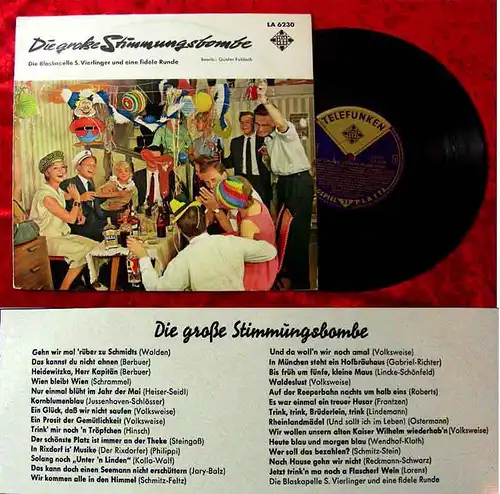 LA 6230
Die große Stimmungsbombe
TELEFUNKEN
Die Blaskapelle S. Vierlinger und eine fidele Runde
Bearb.: Günter Fuhlisch
TELEFUNKEN
Die große Stimmungsbombe
Gehn wir mal 'rüber zu Schmidts (Walden)
Das kannst du nicht ahnen (Berbuer)
Heidewitzka, Herr Kapitän (Berbuer)
Wien bleibt Wien (Schrammel)
Nur einmal blüht im Jahr der Mai (Heiser-Seidl)
Kornblumenblau (Jussenhoven-Schlösser)
Ein Glück, daß wir nicht saufen (Volksweise)
Ein Prosit der Gemütlichkeit (Volksweise)
Trink' mir noch 'n Tröpfchen (Hinsch)
Der schönste Platz ist immer an der Theke (Steingaß)
In Rixdorf is' Musike (Der Rixdorfer) (Philippi)
Solang noch „Unter 'n Linden" (Kollo-Wolf)
Das kann doch einen Seemann nicht erschüttern (Jary-Balz)
Wir kommen alle in den Himmel (Schmitz-Feltz)
Und da woll'n wir noch amal (Volksweise)
In München steht ein Hofbräuhaus (Gabriel-Richter)
Bis früh um fünfe, kleine Maus (Lincke-Schönfeld)
Waldeslust (Volksweise)
Auf der Reeperbahn nachts um halb eins (Roberts)
Es war einmal ein treuer Husar (Frantzen)
Trink, trink, Brüderlein, trink (Lindemann)
Rheinlandmädel (Und sollt ich im Leben) (Ostermann)
Wir wollen unsern alten Kaiser Wilhelm wiederhab'n (Volksweise)
Heute blau und morgen blau (Wendhof-Kloth)
Wer soll das bezahlen? (Schmitz-Stein)
Nach Hause gehn wir nicht (Reckmann-Schwarz)
Jetzt trink'n ma noch a Flascherl Wein (Lorens)
Die Blaskapelle S. Vierlinger und eine fidele Runde